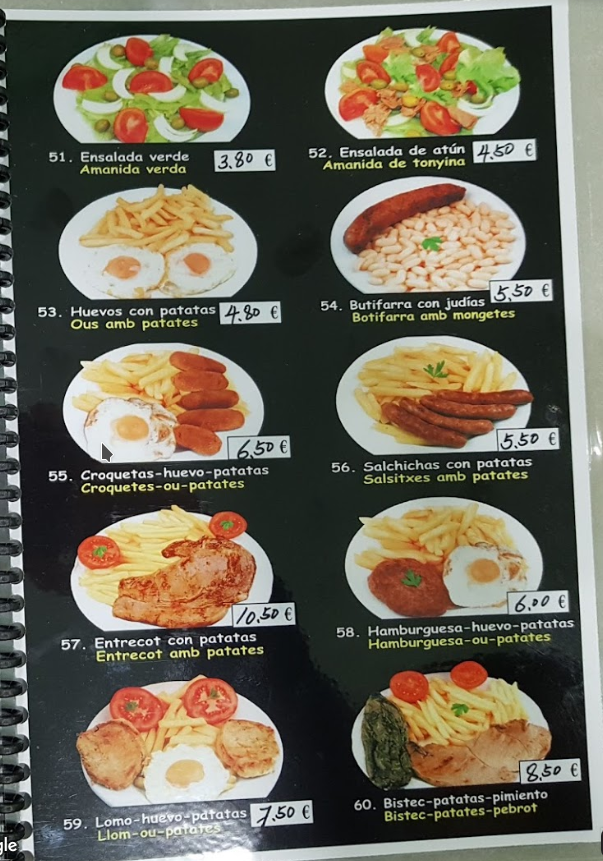 51. Ensalada verde
Amanida verda
3.80 €
52. Ensalada de atún
Amanida de tonyina
4.50 €
53. Huevos con patatas
Ous amb patates
4.80 €
54. Butifarra con judías
Botifarra amb mongetes
5.50 €
55. Croquetas-huevo-patatas
Croquetes-ou-patates
6.50 €
56. Salchichas con patatas
Salsitxes amb patates
5.50 €
57. Entrecot con patatas
Entrecot amb patates
10.50 €
58. Hamburguesa-huevo-patatas
Hamburguesa-ou-patates
6.00 €
59. Lomo-huevo-patatas
Llom-ou-patates
7.50 €
60. Bistec-patatas-pimiento
Bistec-patates-pebrot
8.50 €
gle